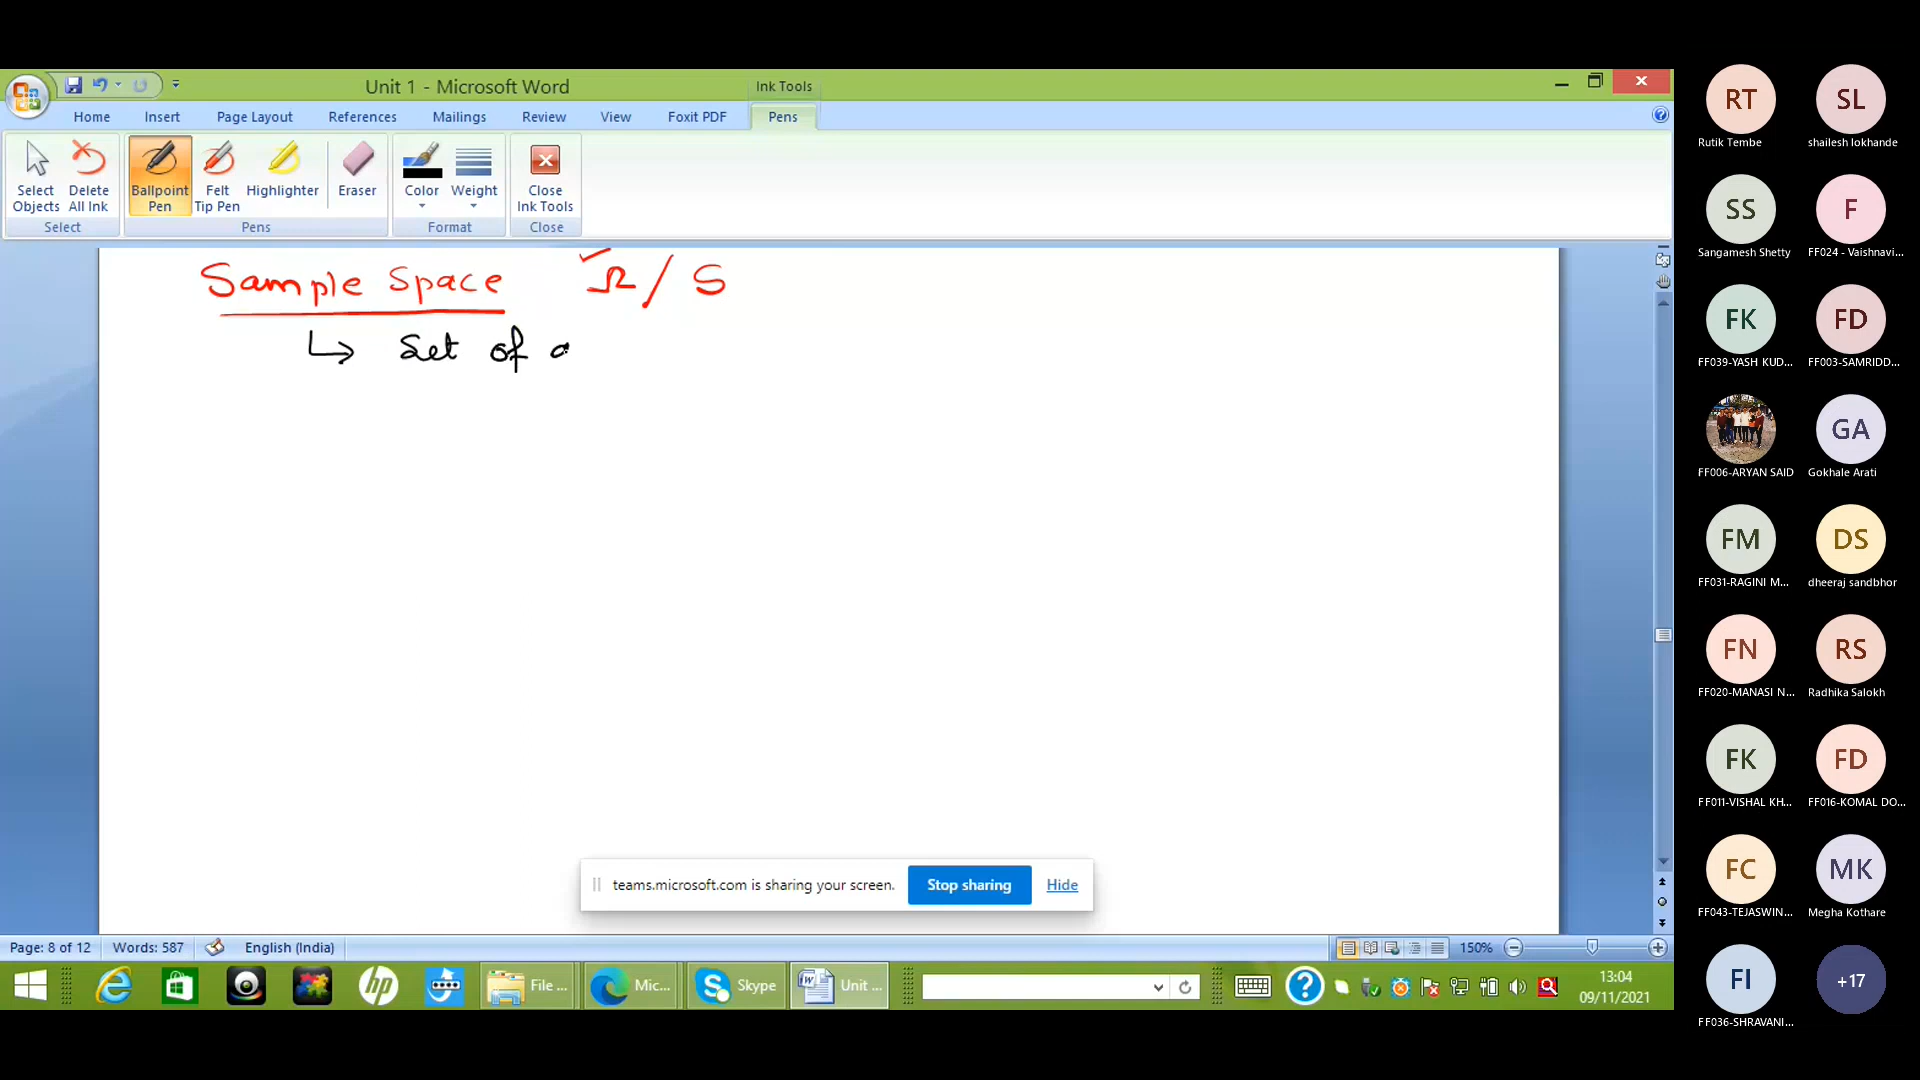 Unit 1 - Microsoft Word
Ink Tools
Home Insert Page Layout References Mailings Review View Foxit PDF Pens
Select Objects
Delete All Ink
Ballpoint Pen
Felt Tip Pen
Highlighter
Eraser
Color
Weight
Close Ink Tools
Select Pens Format Close
Sample Space Ω / S
↳ Set of a
teams.microsoft.com is sharing your screen. Stop sharing Hide
Page: 8 of 12 Words: 587 English (India) 150%
File ... Mic... Skype Unit ...
13:04
09/11/2021
RT SL
Rutik Tembe shailesh lokhande
SS F
Sangamesh Shetty FF024 - Vaishnavi...
FK FD
FF039-YASH KUD... FF003-SAMRIDD...
GA
FF006-ARYAN SAID Gokhale Arati
FM DS
FF031-RAGINI M... dheeraj sandbhor
FN RS
FF020-MANASI N... Radhika Salokh
FK FD
FF011-VISHAL KH... FF016-KOMAL DO...
FC MK
FF043-TEJASWIN... Megha Kothare
FI +17
FF036-SHRAVANI...